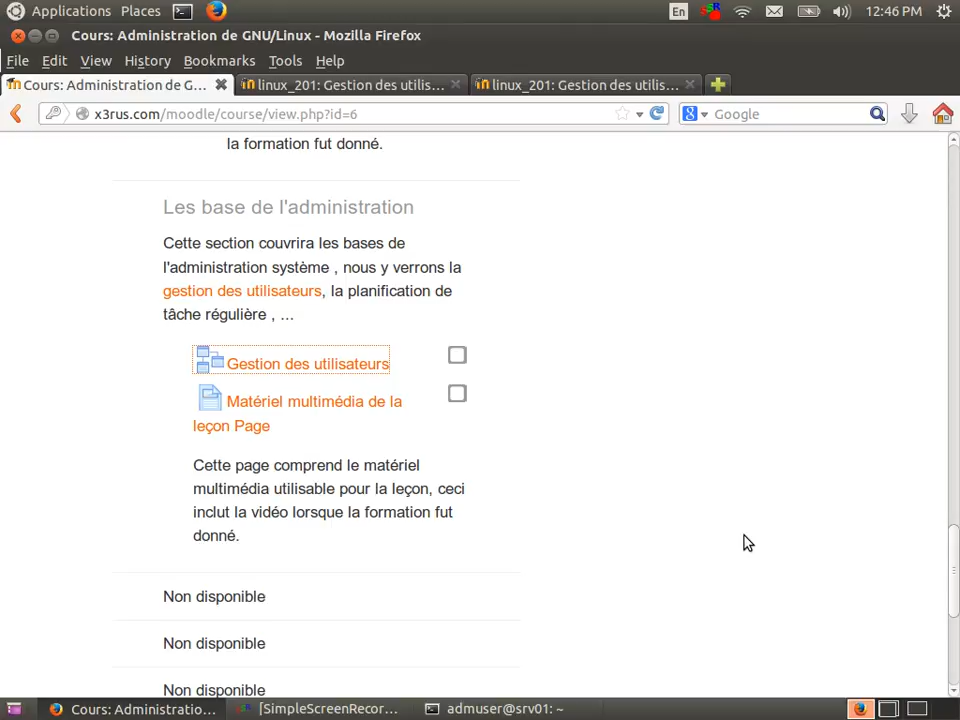 Applications Places En 12:46 PM
Cours: Administration de GNU/Linux - Mozilla Firefox
File Edit View History Bookmarks Tools Help
Cours: Administration de G... linux_201: Gestion des utilis... linux_201: Gestion des utilis...
x3rus.com/moodle/course/view.php?id=6 Google
la formation fut donné.
Les base de l'administration
Cette section couvrira les bases de
l'administration système , nous y verrons la
gestion des utilisateurs, la planification de
tâche régulière , ...
Gestion des utilisateurs
Matériel multimédia de la
leçon Page
Cette page comprend le matériel
multimédia utilisable pour la leçon, ceci
inclut la vidéo lorsque la formation fut
donné.
Non disponible
Non disponible
Non disponible
Cours: Administratio... [SimpleScreenRecor... admuser@srv01: ~